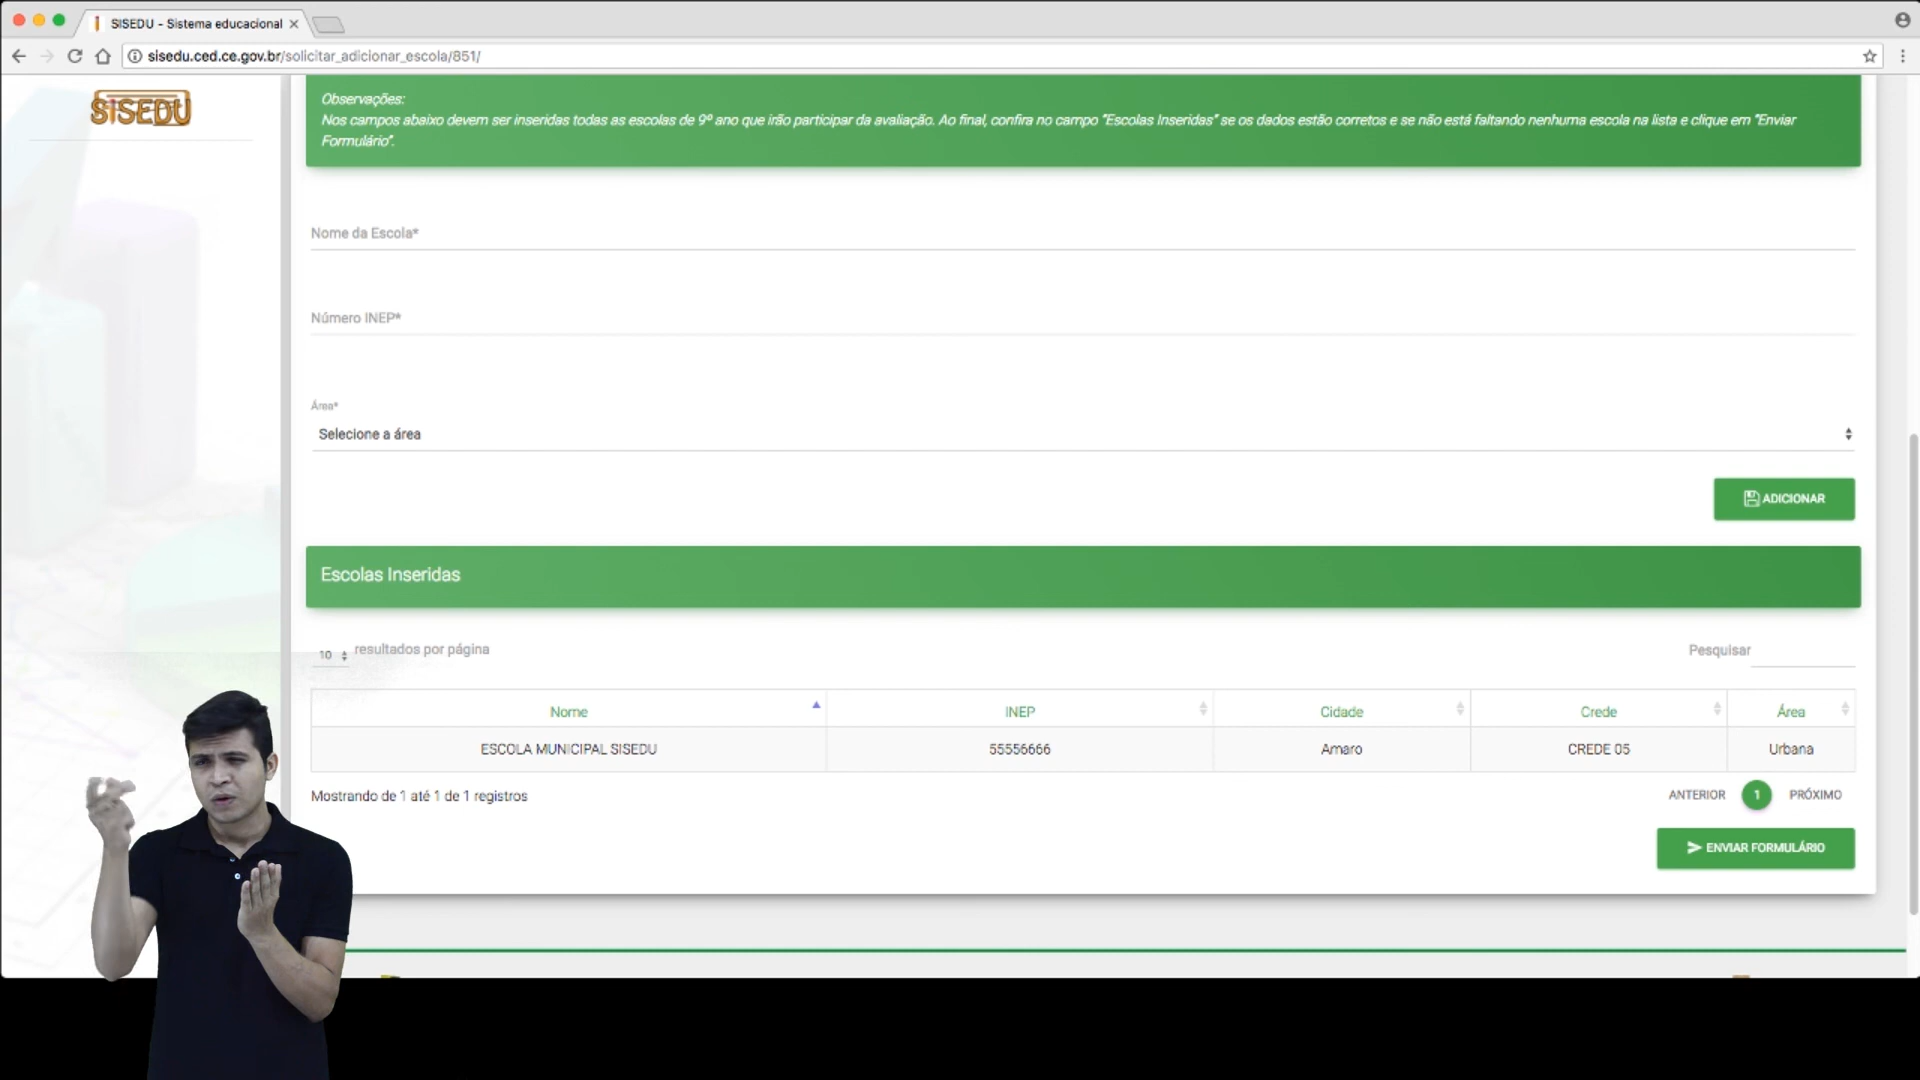 SISEDU - Sistema educacional
sisedu.ced.ce.gov.br/solicitar_adicionar_escola/851/
SISEDU
Observações:
Nos campos abaixo devem ser inseridas todas as escolas de 9º ano que irão participar da avaliação. Ao final, confira no campo "Escolas Inseridas" se os dados estão corretos e se não está faltando nenhuma escola na lista e clique em "Enviar
Formulário".
Nome da Escola*
Número INEP*
Área*
Selecione a área
ADICIONAR
Escolas Inseridas
10 resultados por página Pesquisar
Nome INEP Cidade Crede Área
ESCOLA MUNICIPAL SISEDU 55556666 Amaro CREDE 05 Urbana
Mostrando de 1 até 1 de 1 registros ANTERIOR 1 PRÓXIMO
ENVIAR FORMULÁRIO